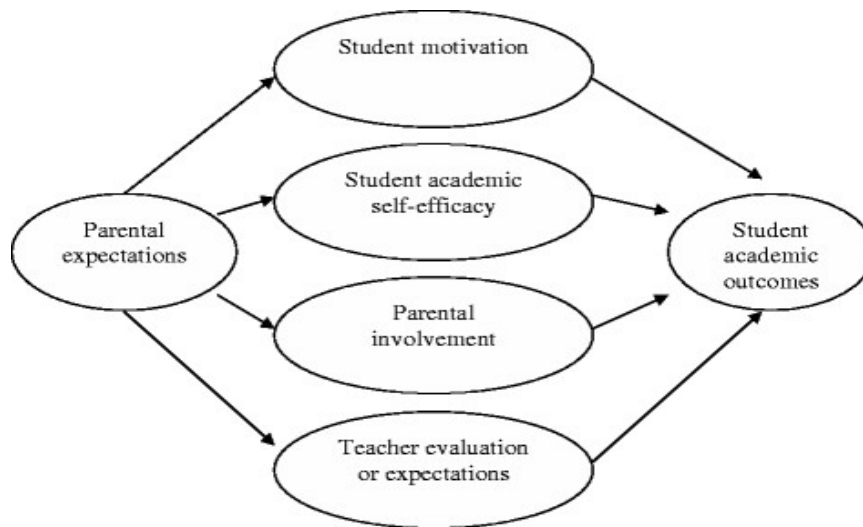 Student motivation
Student academic
self-efficacy
Parental
expectations
Student
academic
outcomes
Parental
involvement
Teacher evaluation
or expectations